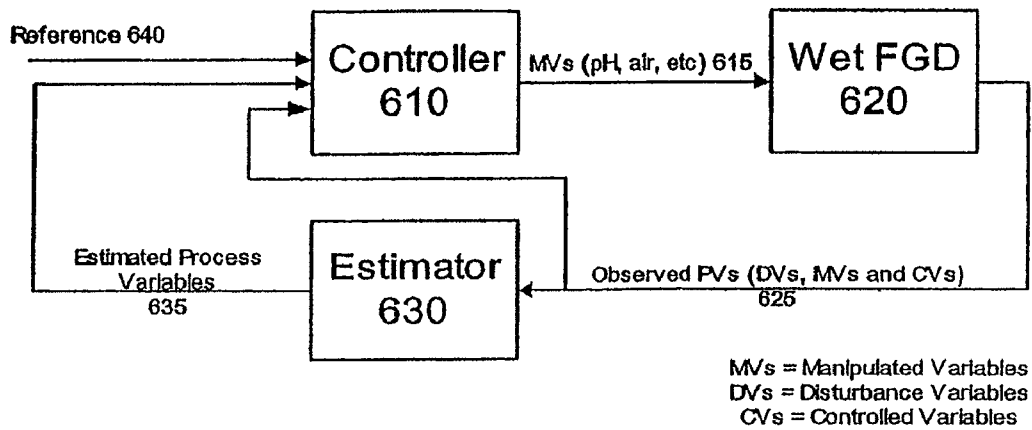 Reference 640
Controller
610
MVs (pH, air, etc) 615
Wet FGD
620
Estimated Process
Variables
635
Estimator
630
Observed PVs (DVs, MVs and CVs)
625
MVs = Manipulated Variables
DVs = Disturbance Variables
CVs = Controlled Variables